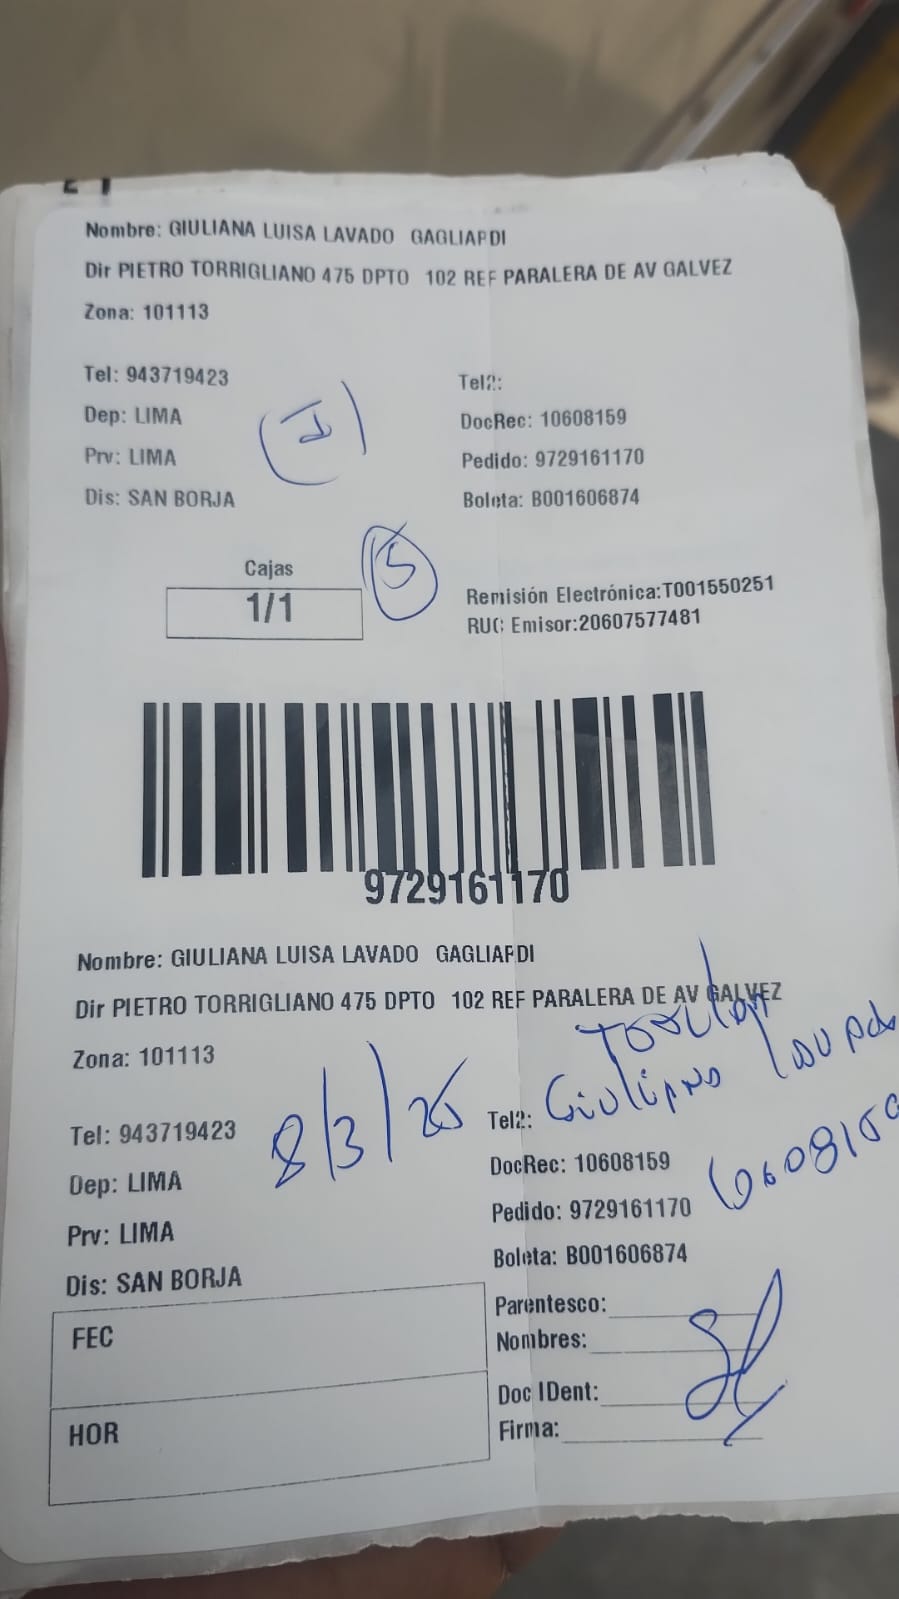 Nombre: GIULIANA LUISA LAVADO GAGLIARDI
Dir PIETRO TORRIGLIANO 475 DPTO 102 REF PARALERA DE AV GALVEZ
Zona: 101113
Tel: 943719423
Tel2:
Dep: LIMA
DocRec: 10608159
Prv: LIMA
Pedido: 9729161170
Dis: SAN BORJA
Boleta: B001606874
Cajas
1/1
5
Remisión Electrónica:T001550251
RUC Emisor:20607577481
9729161170
Nombre: GIULIANA LUISA LAVADO GAGLIARDI
Dir PIETRO TORRIGLIANO 475 DPTO 102 REF PARALERA DE AV GALVEZ
Zona: 101113
Titular
Giuliana Lavado
Tel: 943719423
8/3/25
Tel2:
Dep: LIMA
DocRec: 10608159
Prv: LIMA
Pedido: 9729161170
Dis: SAN BORJA
Boleta: B001606874
FEC
Parentesco:
Nombres:
HOR
Doc IDent:
Firma: